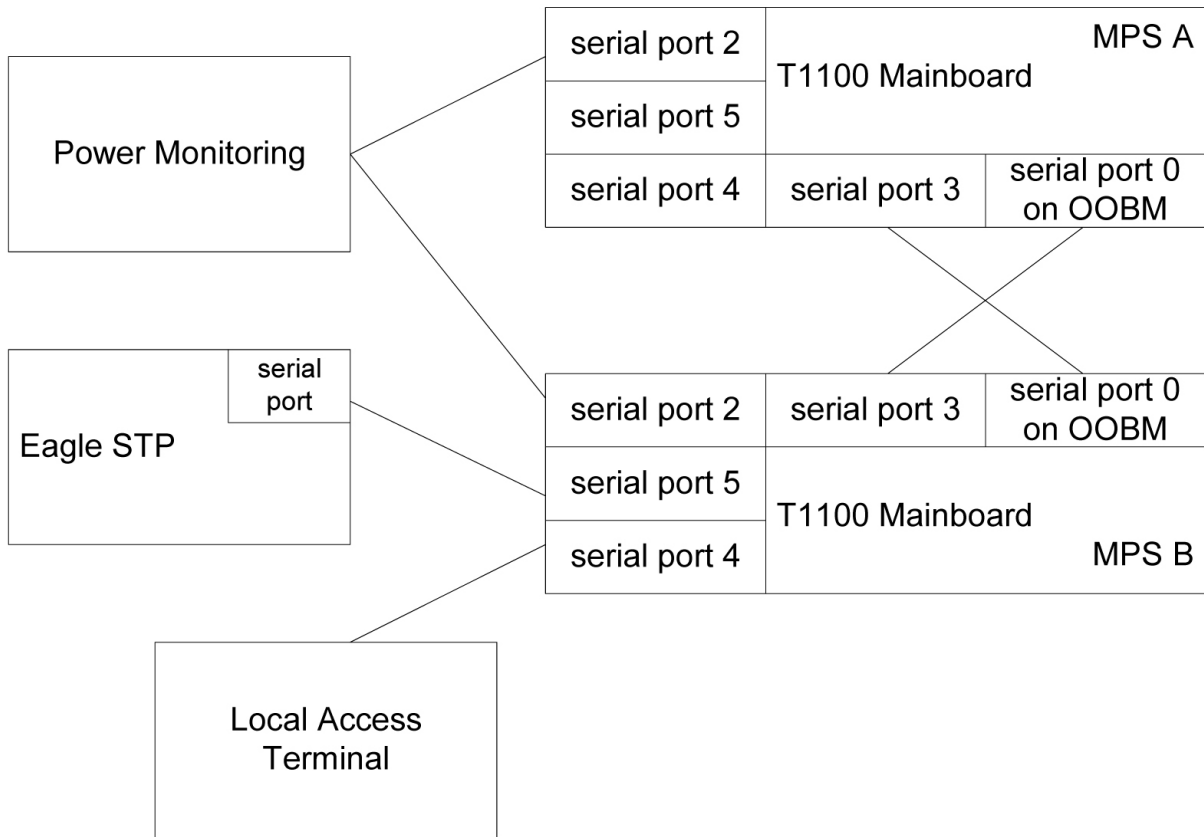 serial port 2
MPS A
T1100 Mainboard
serial port 5
serial port 4
serial port 3
serial port 0
on OOBM
Power Monitoring
serial
port
Eagle STP
serial port 2
serial port 3
serial port 0
on OOBM
serial port 5
T1100 Mainboard
serial port 4
MPS B
Local Access
Terminal